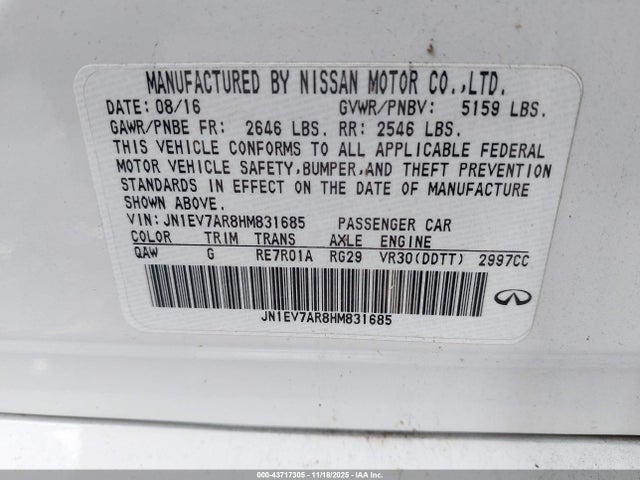 MANUFACTURED BY NISSAN MOTOR CO.,LTD.
DATE: 08/16 GVWR/PNBV: 5159 LBS.
GAWR/PNBE FR: 2646 LBS. RR: 2546 LBS.
THIS VEHICLE CONFORMS TO ALL APPLICABLE FEDERAL
MOTOR VEHICLE SAFETY,BUMPER,AND THEFT PREVENTION
STANDARDS IN EFFECT ON THE DATE OF MANUFACTURE
SHOWN ABOVE.
VIN: JN1EV7AR8HM831685 PASSENGER CAR
COLOR TRIM TRANS AXLE ENGINE
QAW G RE7R01A RG29 VR30(DDTT) 2997CC
JN1EV7AR8HM831685
000-43717305 - 11/18/2025 - IAAI.com